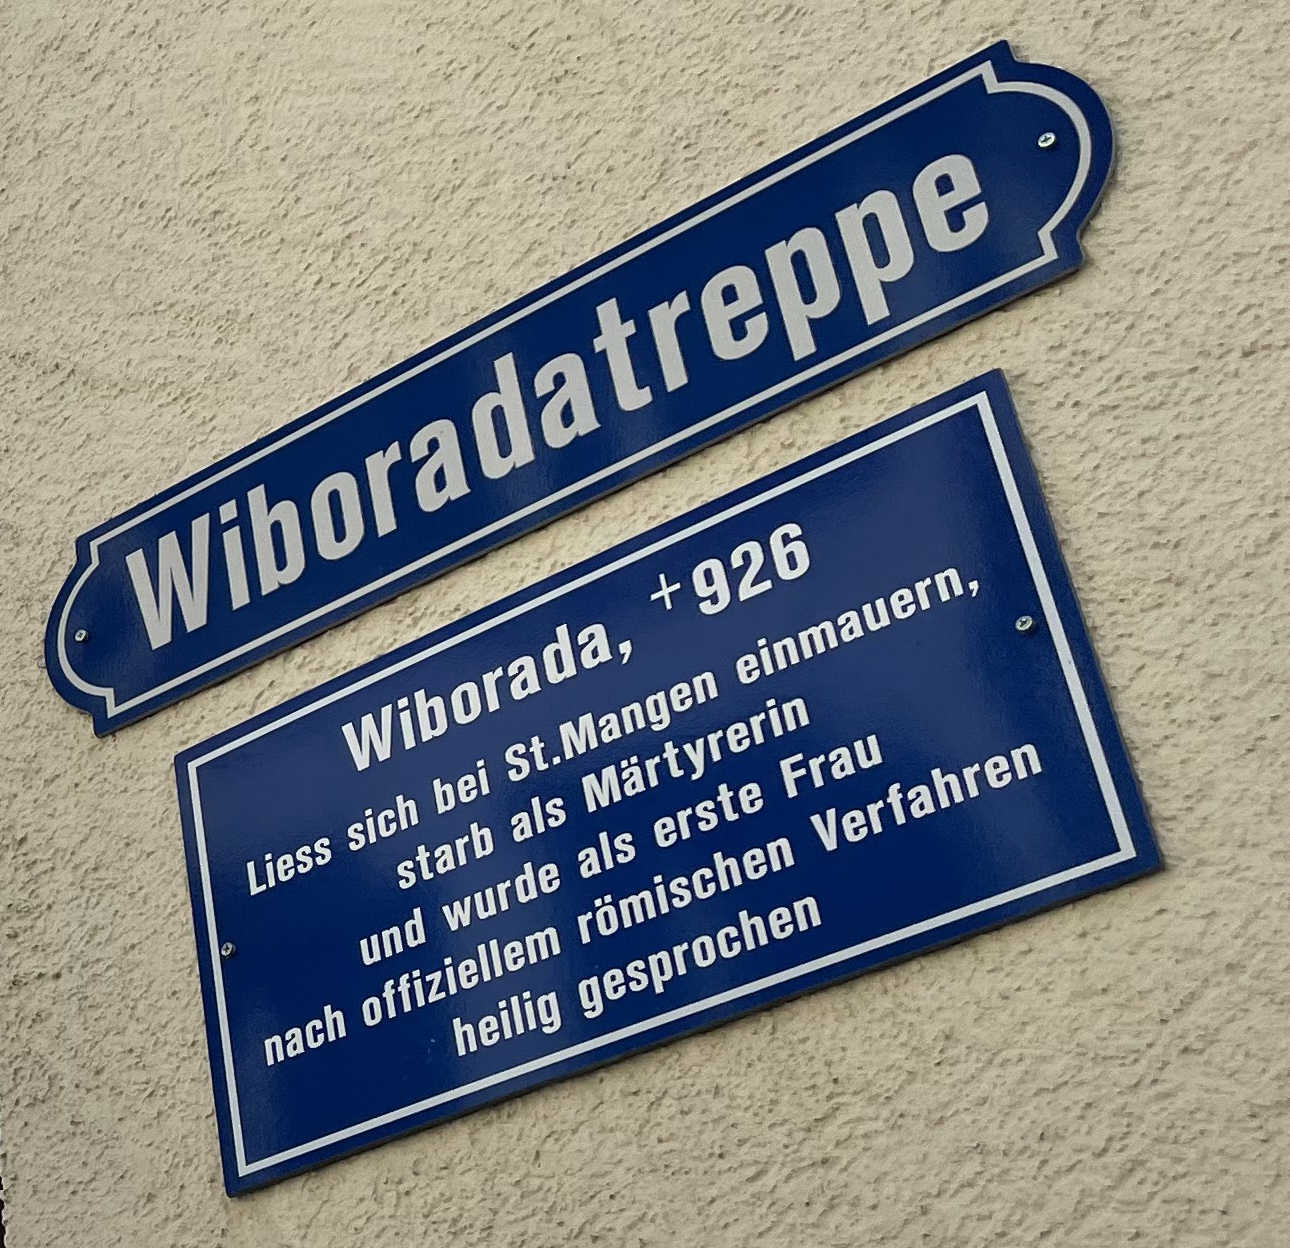 Wiboradatreppe
Wiborada, +926
Liess sich bei St.Mangen einmauern,
starb als Märtyrerin
und wurde als erste Frau
nach offiziellem römischen Verfahren
heilig gesprochen